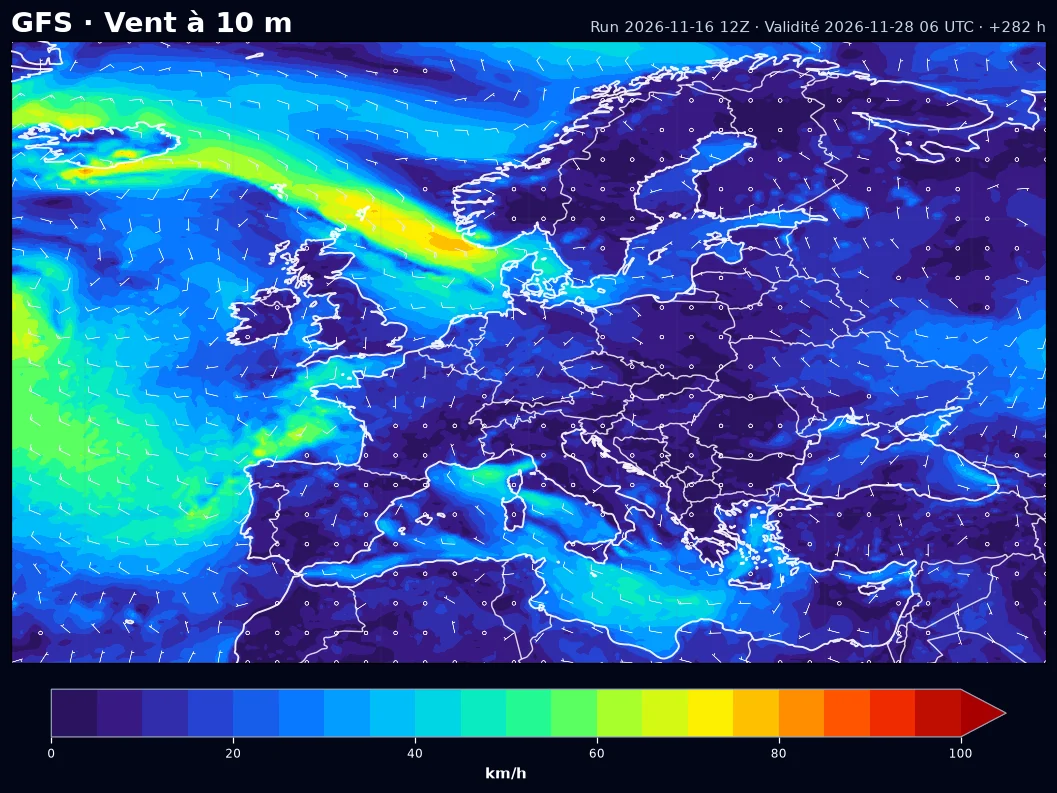 GFS · Vent à 10 m
Run 2026-11-16 12Z · Validité 2026-11-28 06 UTC · +282 h
0 20 40 60 80 100
km/h